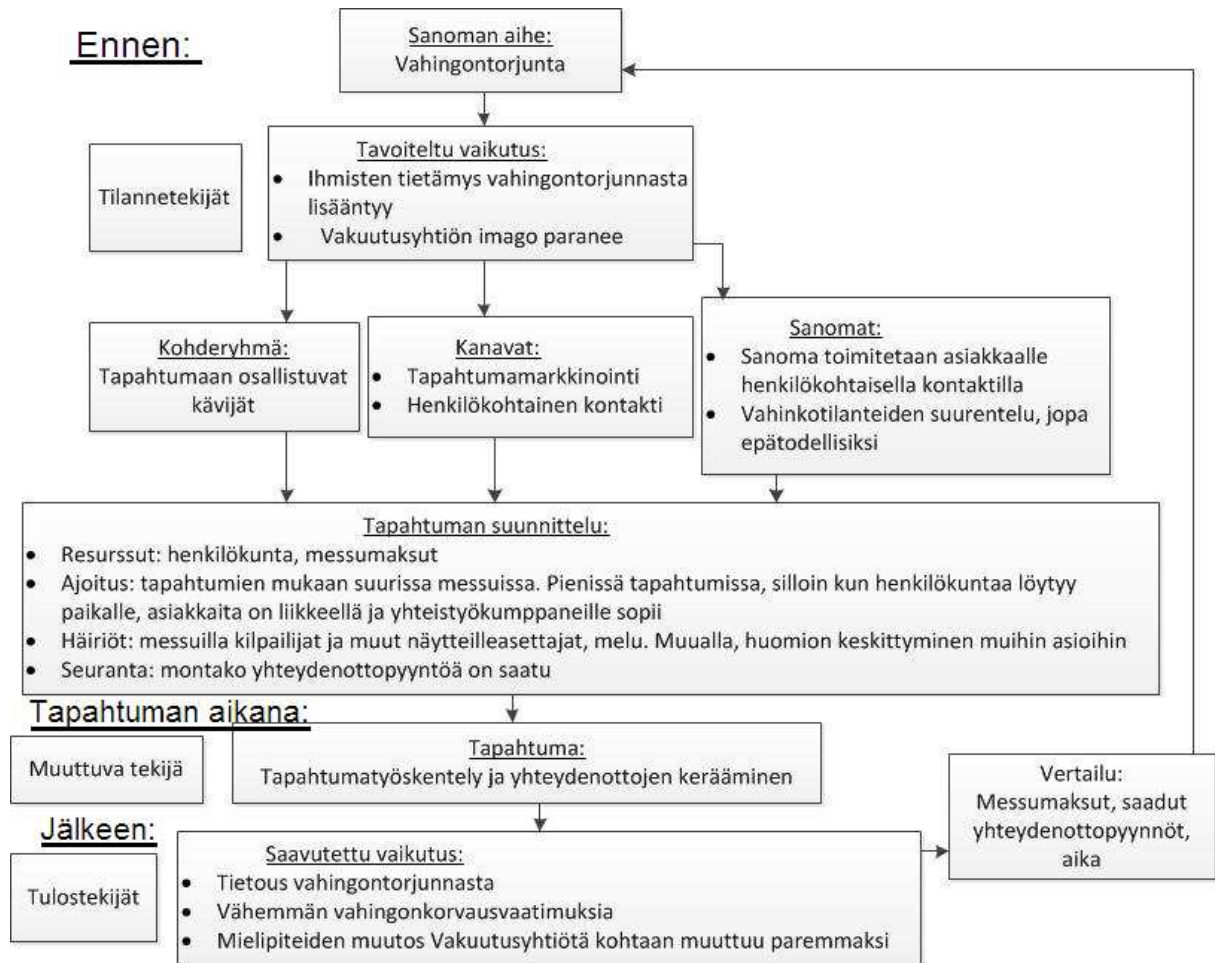 Ennen:
Sanoman aihe:
Vahingontorjunta
Tilannetekijät
Tavoiteltu vaikutus:
• Ihmisten tietämys vahingontorjunnasta
lisääntyy
• Vakuutusyhtiön imago paranee
Kohderyhmä:
Tapahtumaan osallistuvat
kävijät
Kanavat:
• Tapahtumamarkkinointi
• Henkilökohtainen kontakti
Sanomat:
• Sanoma toimitetaan asiakkaalle
henkilökohtaisella kontaktilla
• Vahinkotilanteiden suurentelu, jopa
epätodellisiksi
Tapahtuman suunnittelu:
• Resurssut: henkilökunta, messumaksut
• Ajoitus: tapahtumien mukaan suurissa messuissa. Pienissä tapahtumissa, silloin kun henkilökuntaa löytyy
paikalle, asiakkaita on liikkeellä ja yhteistyökumppaneille sopii
• Häiriöt: messuilla kilpailijat ja muut näytteilleasettajat, melu. Muualla, huomion keskittyminen muihin asioihin
• Seuranta: montako yhteydenottopyyntöä on saatu
Tapahtuman aikana:
Muuttuva tekijä
Tapahtuma:
Tapahtumatyöskentely ja yhteydenottojen kerääminen
Vertailu:
Messumaksut, saadut
yhteydenottopyynnöt,
aika
Jälkeen:
Tulostekijät
Saavutettu vaikutus:
• Tietous vahingontorjunnasta
• Vähemmän vahingonkorvausvaatimuksia
• Mielipiteiden muutos Vakuutusyhtiötä kohtaan muuttuu paremmaksi